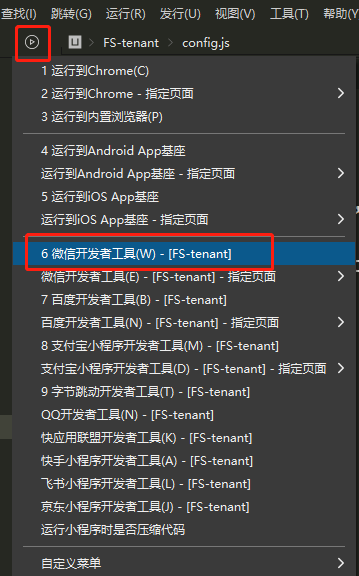 查找(I) 跳转(G) 运行(R) 发行(U) 视图(V) 工具(T) 帮助(Y
FS-tenant config.js
1 运行到Chrome(C)
2 运行到Chrome - 指定页面
3 运行到内置浏览器(P)
4 运行到Android App基座
运行到Android App基座 - 指定页面
5 运行到iOS App基座
运行到iOS App基座 - 指定页面
6 微信开发者工具(W) - [FS-tenant]
微信开发者工具(E) - [FS-tenant] - 指定页面
7 百度开发者工具(B) - [FS-tenant]
百度开发者工具(N) - [FS-tenant] - 指定页面
8 支付宝小程序开发者工具(M) - [FS-tenant]
支付宝小程序开发者工具(D) - [FS-tenant] - 指定页面
9 字节跳动开发者工具(T) - [FS-tenant]
QQ开发者工具(N) - [FS-tenant]
快应用联盟开发者工具(K) - [FS-tenant]
快手小程序开发者工具(A) - [FS-tenant]
飞书小程序开发者工具(L) - [FS-tenant]
京东小程序开发者工具(J) - [FS-tenant]
运行小程序时是否压缩代码
自定义菜单